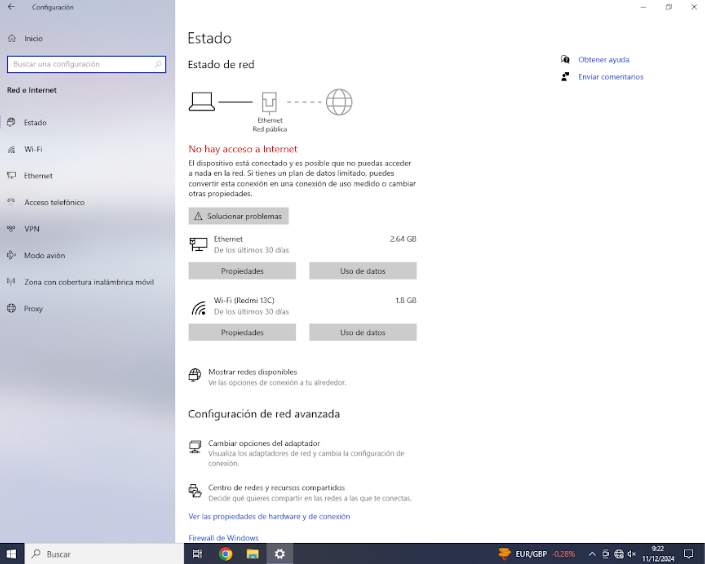 Configuración
Inicio
Buscar una configuración
Red e Internet
Estado
Wi-Fi
Ethernet
Acceso telefónico
VPN
Modo avión
Zona con cobertura inalámbrica móvil
Proxy
Estado
Estado de red
Ethernet
Red pública
No hay acceso a Internet
El dispositivo está conectado y es posible que no puedas acceder
a nada en la red. Si tienes un plan de datos limitado, puedes
convertir esta conexión en una conexión de uso medido o cambiar
otras propiedades.
Solucionar problemas
Ethernet 2.64 GB
De los últimos 30 días
Propiedades Uso de datos
Wi-Fi (Redmi 13C) 1.8 GB
De los últimos 30 días
Propiedades Uso de datos
Mostrar redes disponibles
Ve las opciones de conexión a tu alrededor.
Configuración de red avanzada
Cambiar opciones del adaptador
Visualiza los adaptadores de red y cambia la configuración de
conexión.
Centro de redes y recursos compartidos
Decide qué quieres compartir en las redes a las que te conectas.
Ver las propiedades de hardware y de conexión
Firewall de Windows
Obtener ayuda
Enviar comentarios
Buscar
EUR/GBP -0,28%
9:22
11/12/2024